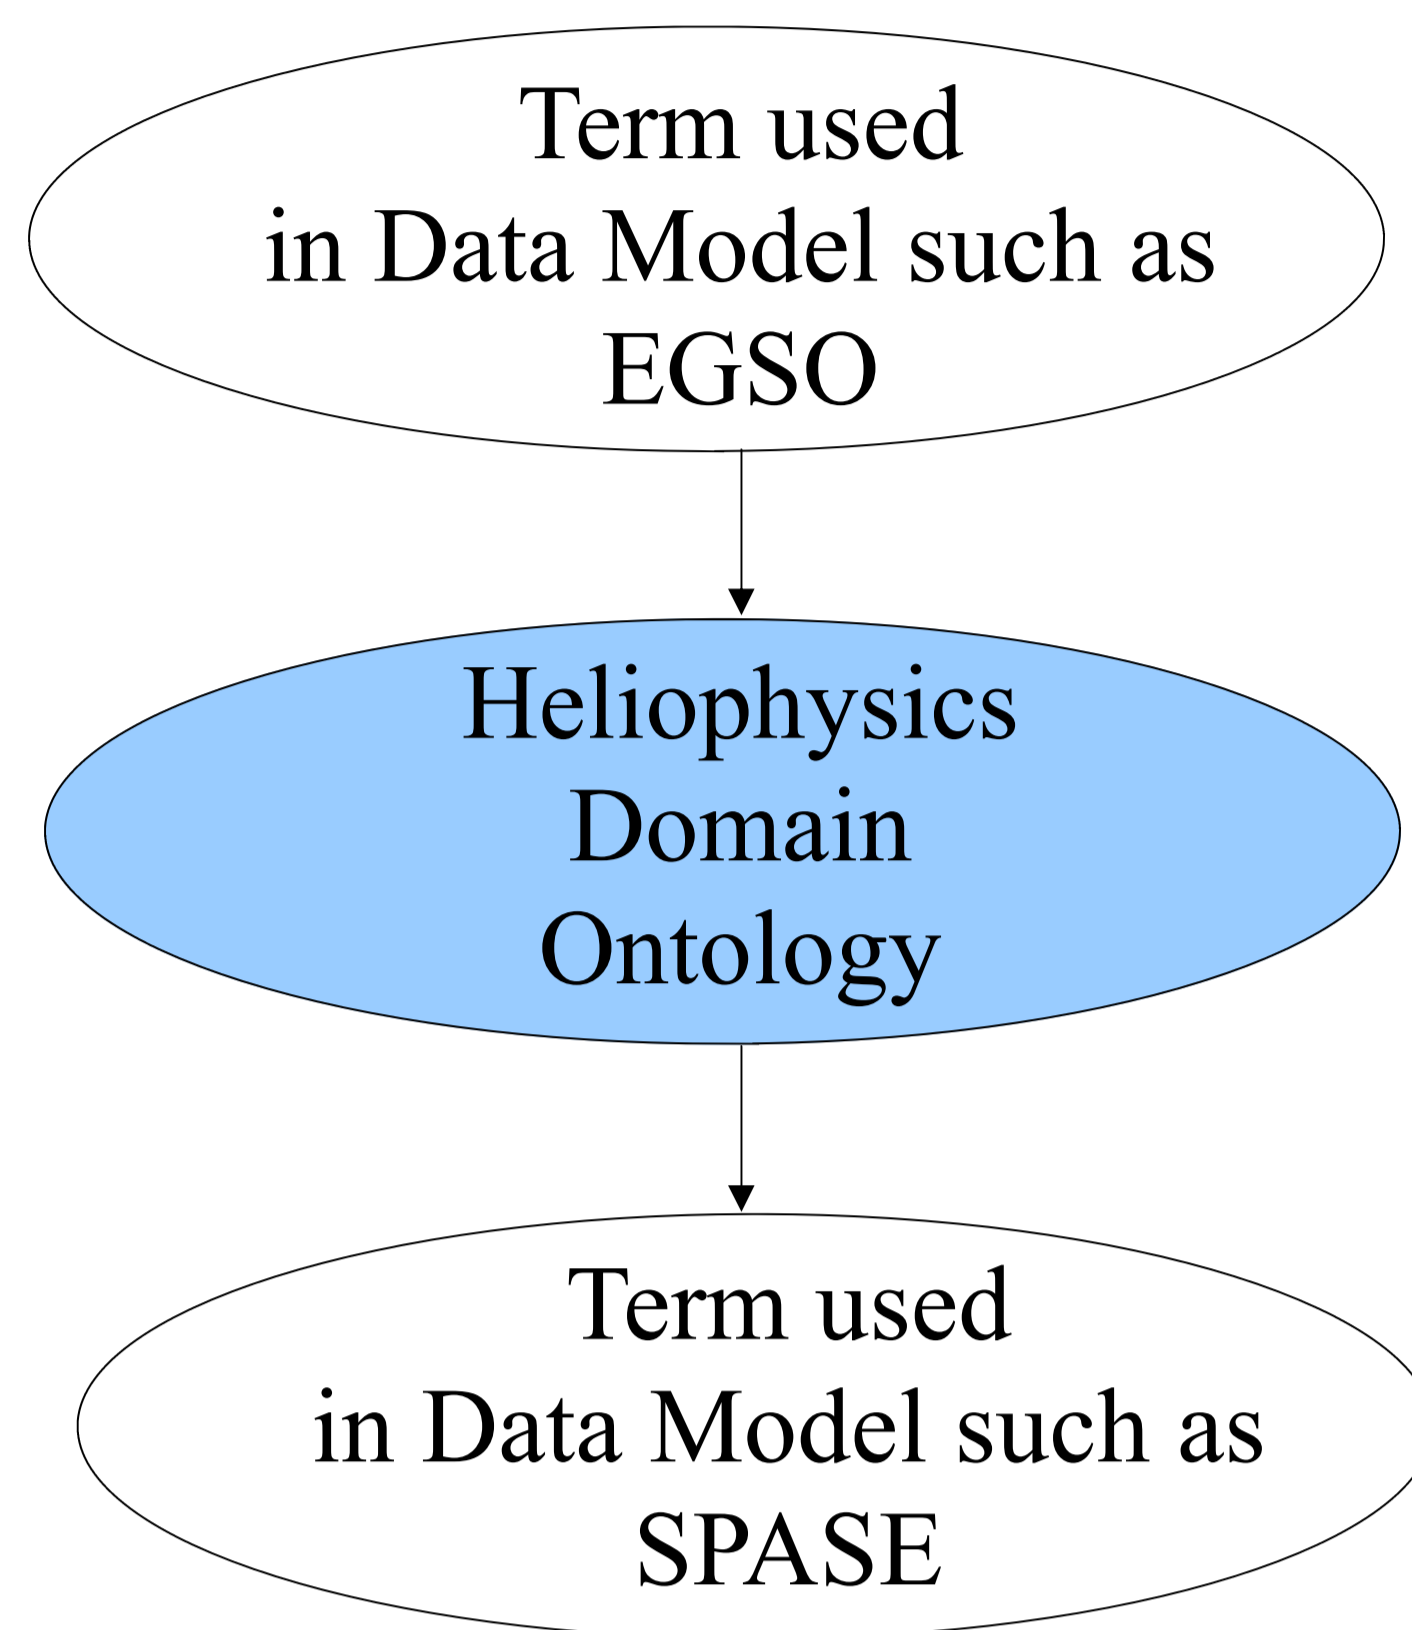 Term used
in Data Model such as
EGSO
Heliophysics
Domain
Ontology
Term used
in Data Model such as
SPASE